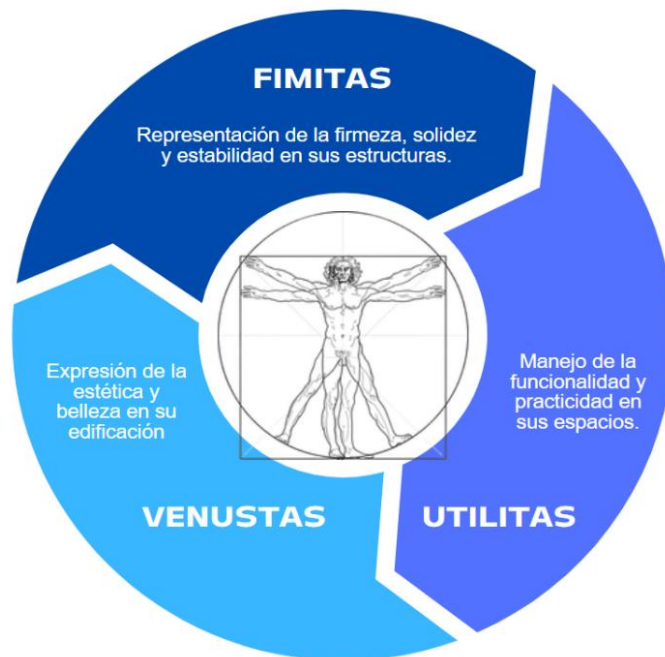 FIMITAS
Representación de la firmeza, solidez
y estabilidad en sus estructuras.
Manejo de la
funcionalidad y
practicidad en
sus espacios.
UTILITAS
Expresión de la
estética y
belleza en su
edificación
VENUSTAS